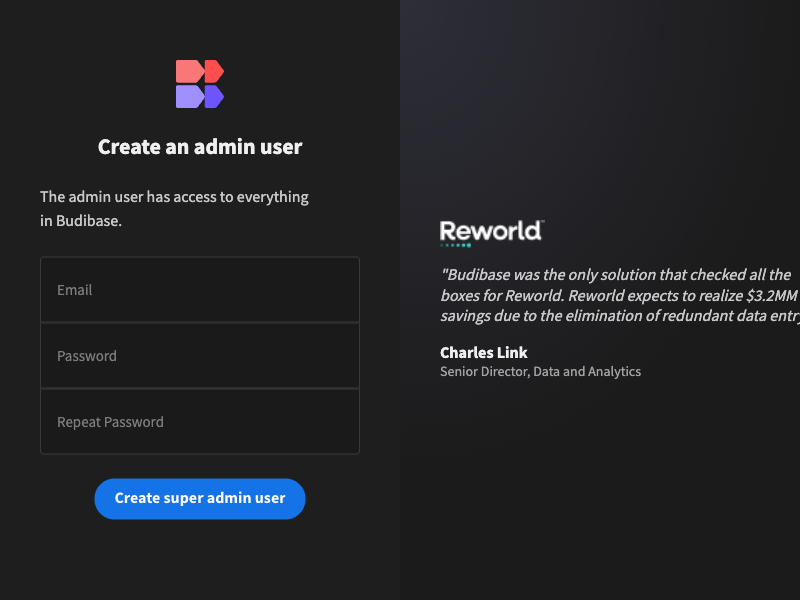 Create an admin user
The admin user has access to everything
in Budibase.
Email
Password
Repeat Password
Create super admin user
Reworld™
"Budibase was the only solution that checked all the
boxes for Reworld. Reworld expects to realize $3.2MM
savings due to the elimination of redundant data entry
Charles Link
Senior Director, Data and Analytics